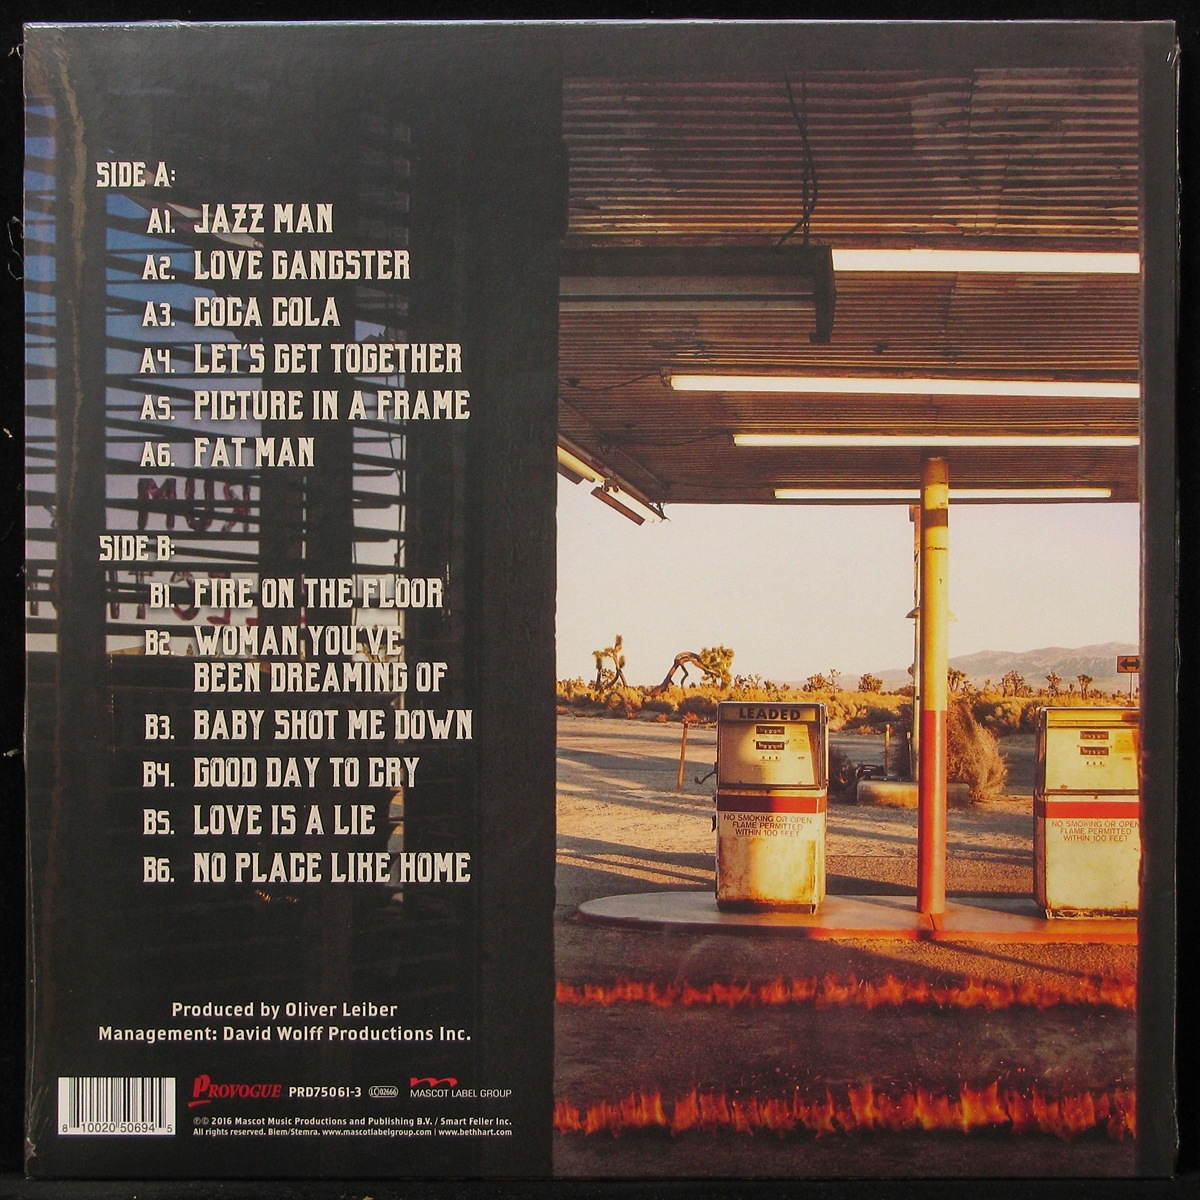 SIDE A:
A1. JAZZ MAN
A2. LOVE GANGSTER
A3. COCA COLA
A4. LET'S GET TOGETHER
A5. PICTURE IN A FRAME
A6. FAT MAN
SIDE B:
B1. FIRE ON THE FLOOR
B2. WOMAN YOU'VE
BEEN DREAMING OF
B3. BABY SHOT ME DOWN
B4. GOOD DAY TO CRY
B5. LOVE IS A LIE
B6. NO PLACE LIKE HOME
Produced by Oliver Leiber
Management: David Wolff Productions Inc.
8 10020 50694 5
PROVOGUE PRD75061-3 LC02666 MASCOT LABEL GROUP
℗© 2016 Mascot Music Productions and Publishing B.V. / Smart Feller Inc.
All rights reserved. Biem/Stemra. www.mascotlabelgroup.com | www.bethhart.com
LEADED
NO SMOKING OR OPEN
FLAME PERMITTED
WITHIN 100 FEET
NO SMOKING OR OPEN
FLAME PERMITTED
WITHIN 100 FEET